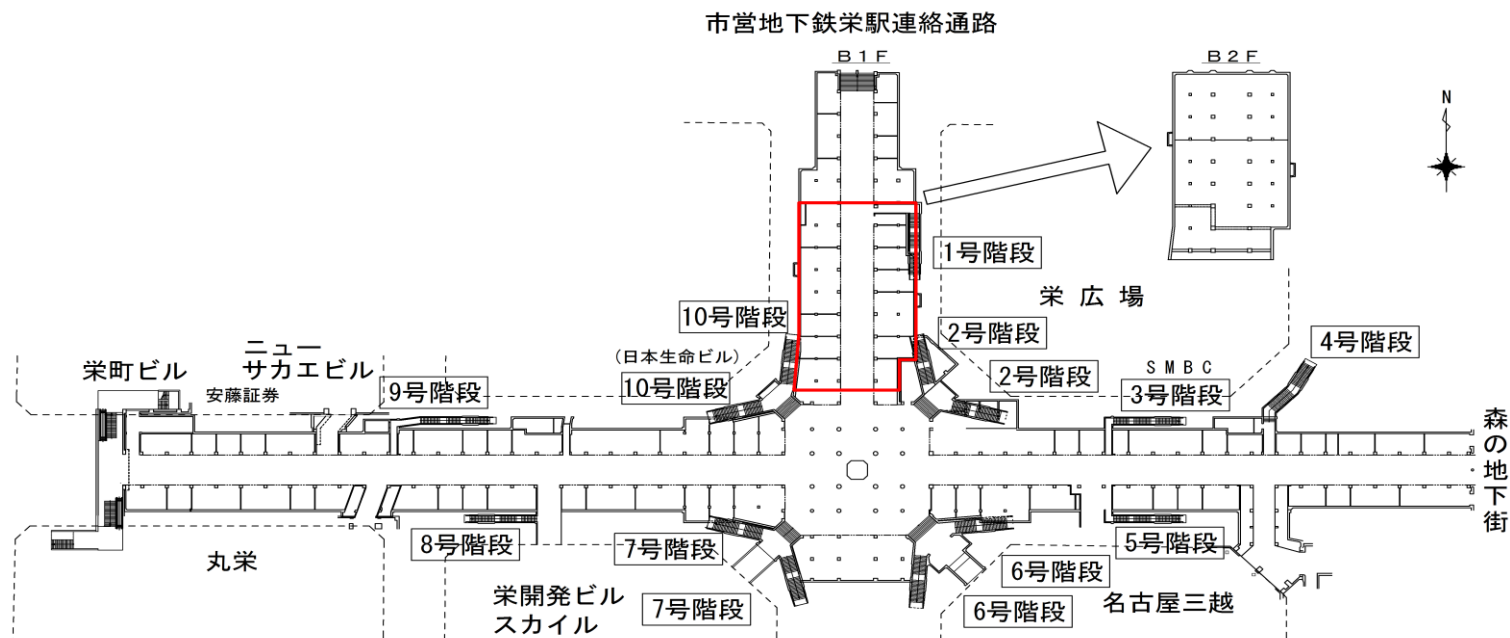 市営地下鉄栄駅連絡通路
B1F
B2F
N
1号階段
栄広場
10号階段
2号階段
4号階段
ニュー
サカエビル
栄町ビル
(日本生命ビル)
SMBC
安藤証券
9号階段
10号階段
2号階段
3号階段
森の地下街
丸栄
8号階段
7号階段
5号階段
6号階段
栄開発ビル
スカイル
7号階段
6号階段
名古屋三越